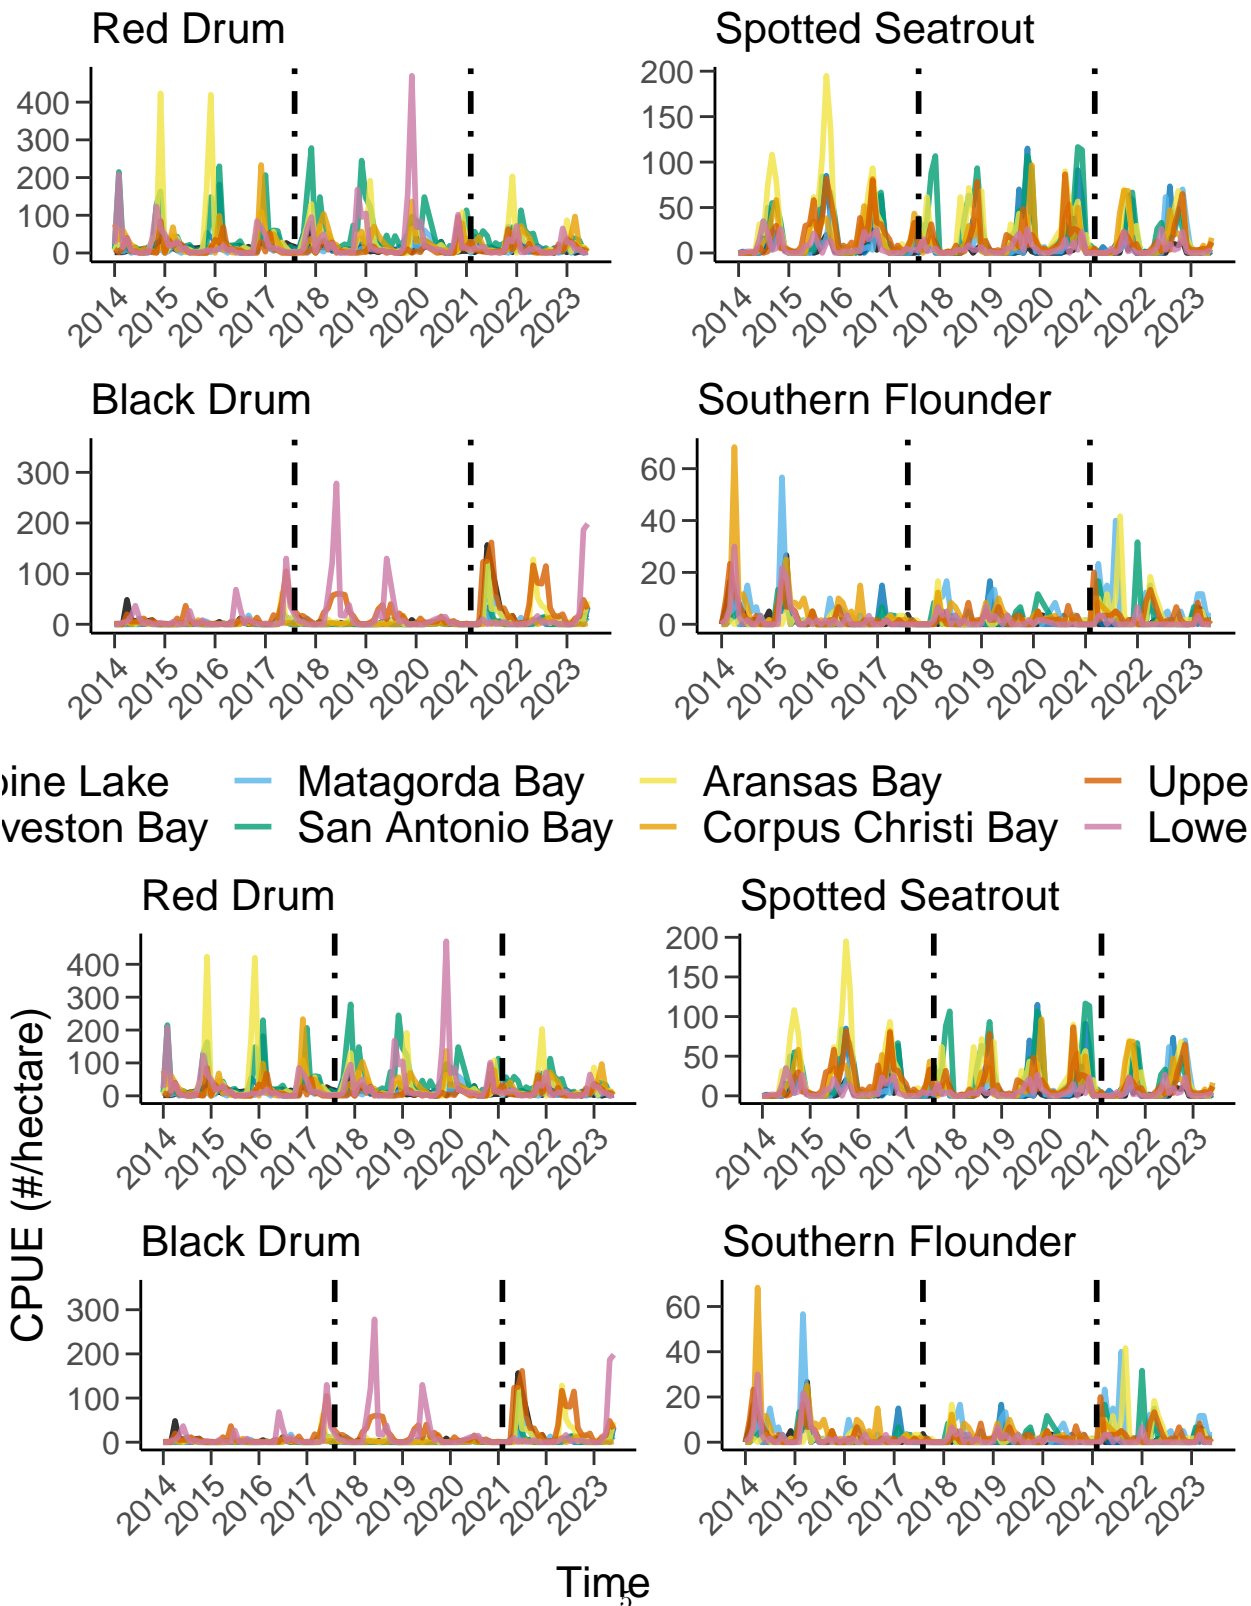 Red Drum
Spotted Seatrout
400
300
200
100
0
200
150
100
50
0
2014 2015 2016 2017 2018 2019 2020 2021 2022 2023
2014 2015 2016 2017 2018 2019 2020 2021 2022 2023
Black Drum
Southern Flounder
300
200
100
0
60
40
20
0
2014 2015 2016 2017 2018 2019 2020 2021 2022 2023
2014 2015 2016 2017 2018 2019 2020 2021 2022 2023
ine Lake Matagorda Bay Aransas Bay Uppe
veston Bay San Antonio Bay Corpus Christi Bay Lowe
CPUE (#/hectare)
Red Drum
Spotted Seatrout
400
300
200
100
0
200
150
100
50
0
2014 2015 2016 2017 2018 2019 2020 2021 2022 2023
2014 2015 2016 2017 2018 2019 2020 2021 2022 2023
Black Drum
Southern Flounder
300
200
100
0
60
40
20
0
2014 2015 2016 2017 2018 2019 2020 2021 2022 2023
2014 2015 2016 2017 2018 2019 2020 2021 2022 2023
Time
5